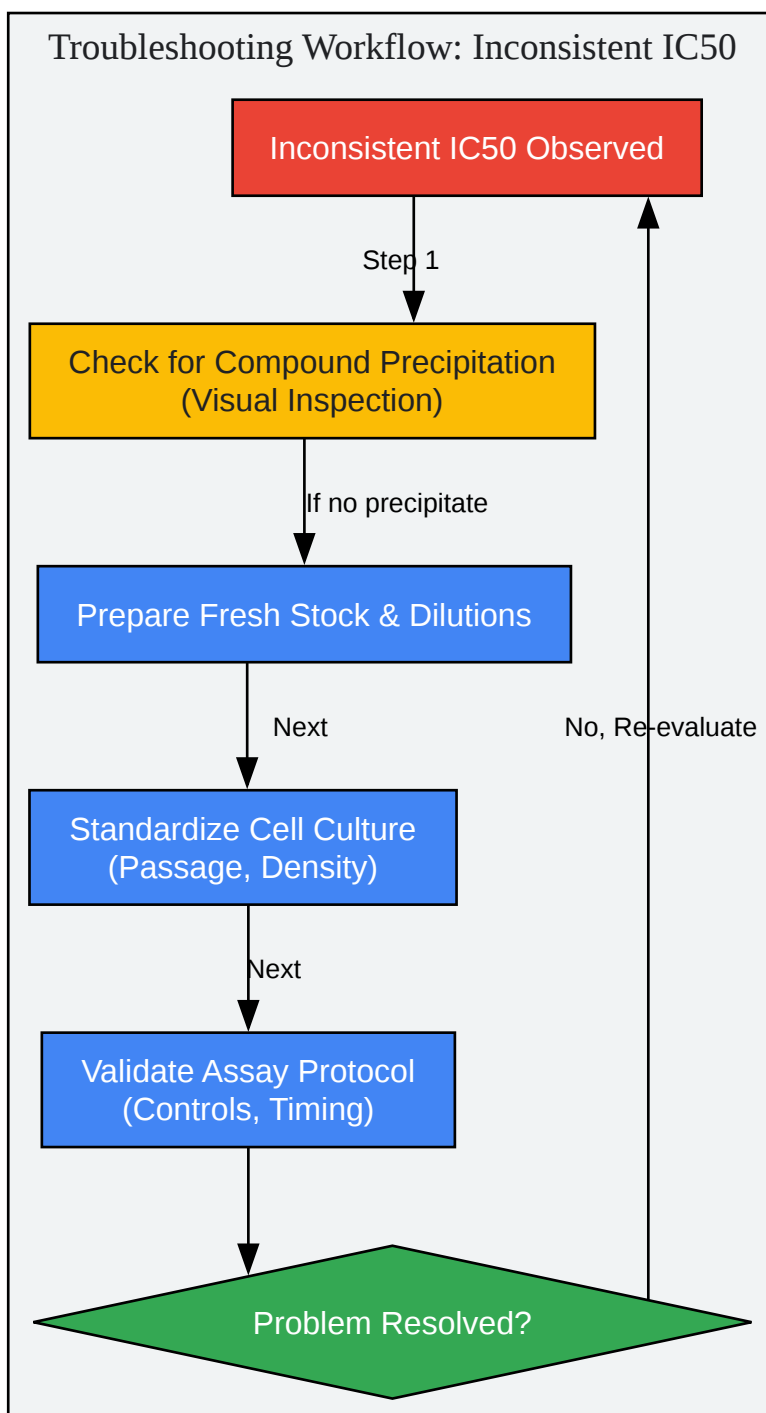 Troubleshooting Workflow: Inconsistent IC50
Inconsistent IC50 Observed
Step 1
Check for Compound Precipitation
(Visual Inspection)
If no precipitate
Prepare Fresh Stock & Dilutions
Next
No, Re-evaluate
Standardize Cell Culture
(Passage, Density)
Next
Validate Assay Protocol
(Controls, Timing)
Problem Resolved?